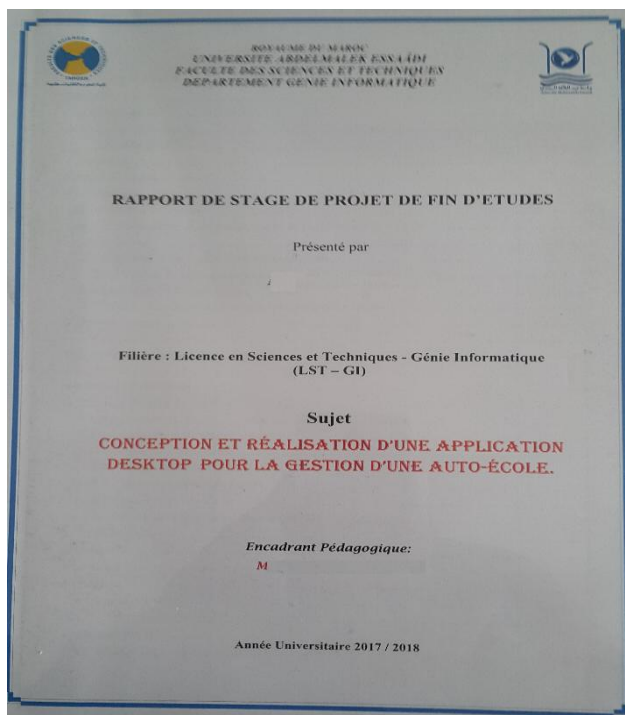 ROYAUME DU MAROC
UNIVERSITE ABDELMALEK ESSAÂDI
FACULTE DES SCIENCES ET TECHNIQUES
DEPARTEMENT GÉNIE INFORMATIQUE
RAPPORT DE STAGE DE PROJET DE FIN D'ETUDES
Présenté par
Filière : Licence en Sciences et Techniques - Génie Informatique
(LST – GI)
Sujet
CONCEPTION ET RÉALISATION D'UNE APPLICATION
DESKTOP POUR LA GESTION D'UNE AUTO-ÉCOLE.
Encadrant Pédagogique:
M
Année Universitaire 2017 / 2018